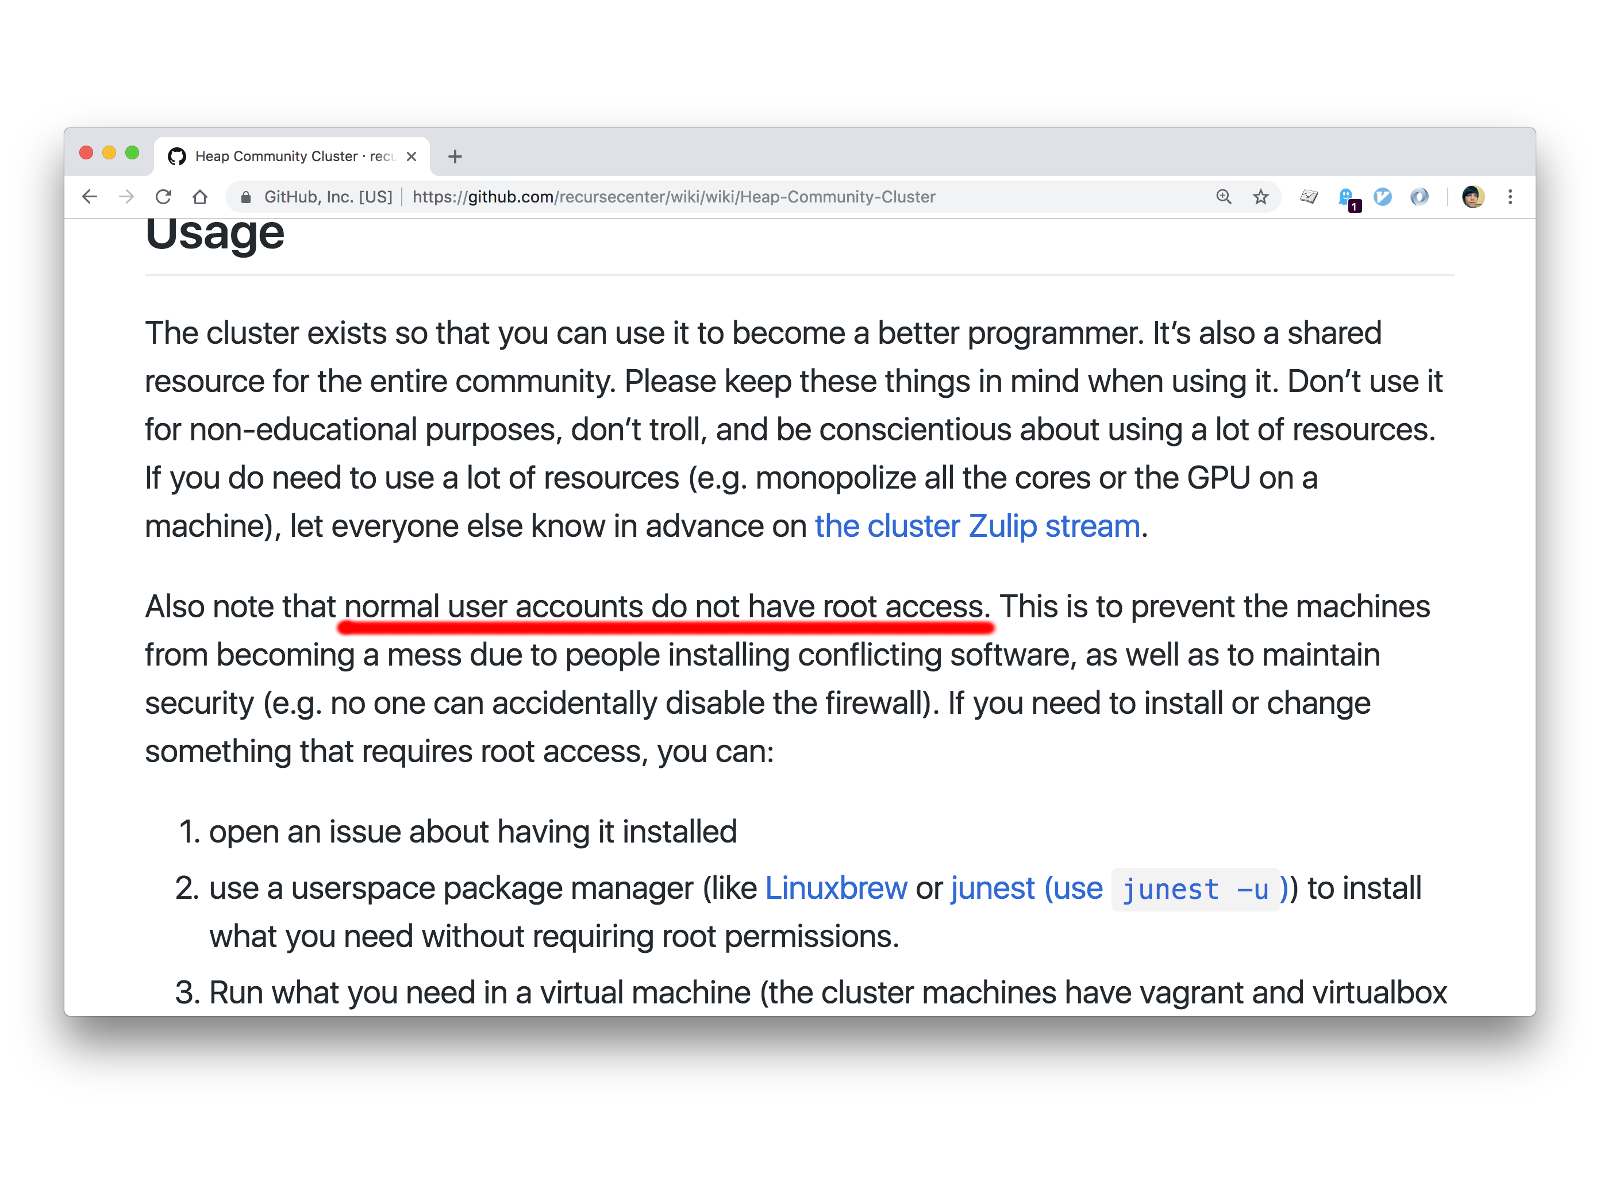 Heap Community Cluster · recu
GitHub, Inc. [US] | https://github.com/recursecenter/wiki/wiki/Heap-Community-Cluster
1
Usage
The cluster exists so that you can use it to become a better programmer. It’s also a shared
resource for the entire community. Please keep these things in mind when using it. Don’t use it
for non-educational purposes, don’t troll, and be conscientious about using a lot of resources.
If you do need to use a lot of resources (e.g. monopolize all the cores or the GPU on a
machine), let everyone else know in advance on the cluster Zulip stream.
Also note that normal user accounts do not have root access. This is to prevent the machines
from becoming a mess due to people installing conflicting software, as well as to maintain
security (e.g. no one can accidentally disable the firewall). If you need to install or change
something that requires root access, you can:
1. open an issue about having it installed
2. use a userspace package manager (like Linuxbrew or junest (use junest -u )) to install
what you need without requiring root permissions.
3. Run what you need in a virtual machine (the cluster machines have vagrant and virtualbox